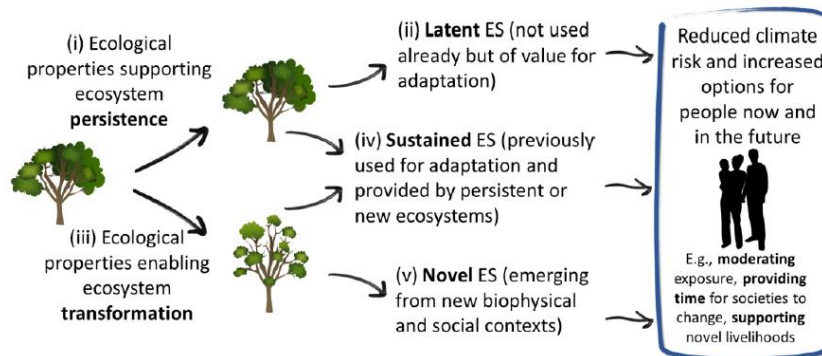 (i) Ecological
properties supporting
ecosystem
persistence
(iii) Ecological
properties enabling
ecosystem
transformation
(ii) Latent ES (not used
already but of value for
adaptation)
(iv) Sustained ES (previously
used for adaptation and
provided by persistent or
new ecosystems)
(v) Novel ES (emerging
from new biophysical
and social contexts)
Reduced climate
risk and increased
options for
people now and
in the future
E.g., moderating
exposure, providing
time for societies to
change, supporting
novel livelihoods